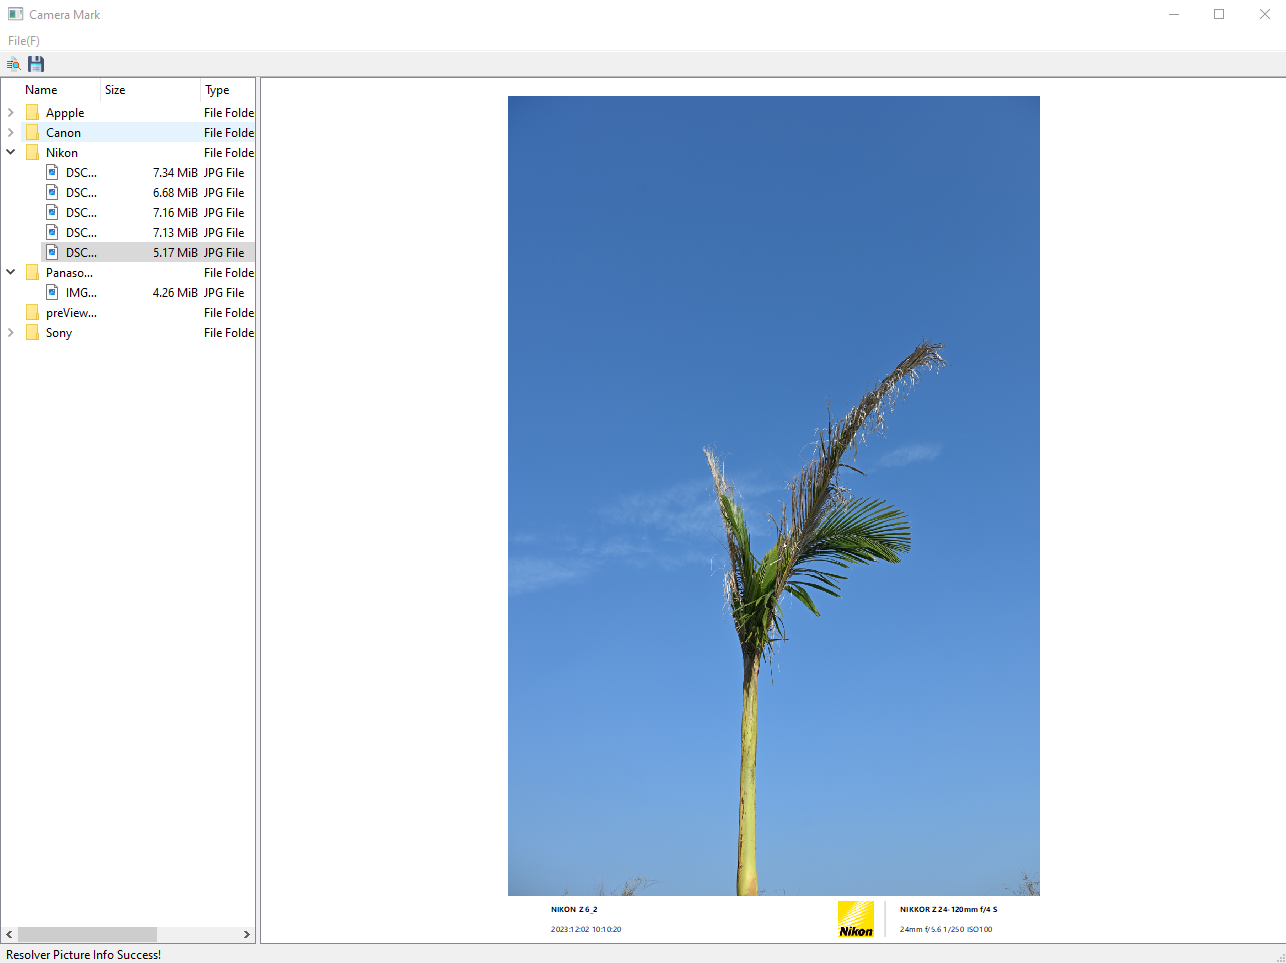 Camera Mark
File(F)
Name Size Type
Appple File Folde
Canon File Folde
Nikon File Folde
DSC... 7.34 MiB JPG File
DSC... 6.68 MiB JPG File
DSC... 7.16 MiB JPG File
DSC... 7.13 MiB JPG File
DSC... 5.17 MiB JPG File
Panaso... File Folde
IMG... 4.26 MiB JPG File
preView... File Folde
Sony File Folde
NIKON Z 6_2
2023:12:02 10:10:20
Nikon
NIKKOR Z 24-120mm f/4 S
24mm f/5.6 1/250 ISO100
Resolver Picture Info Success!